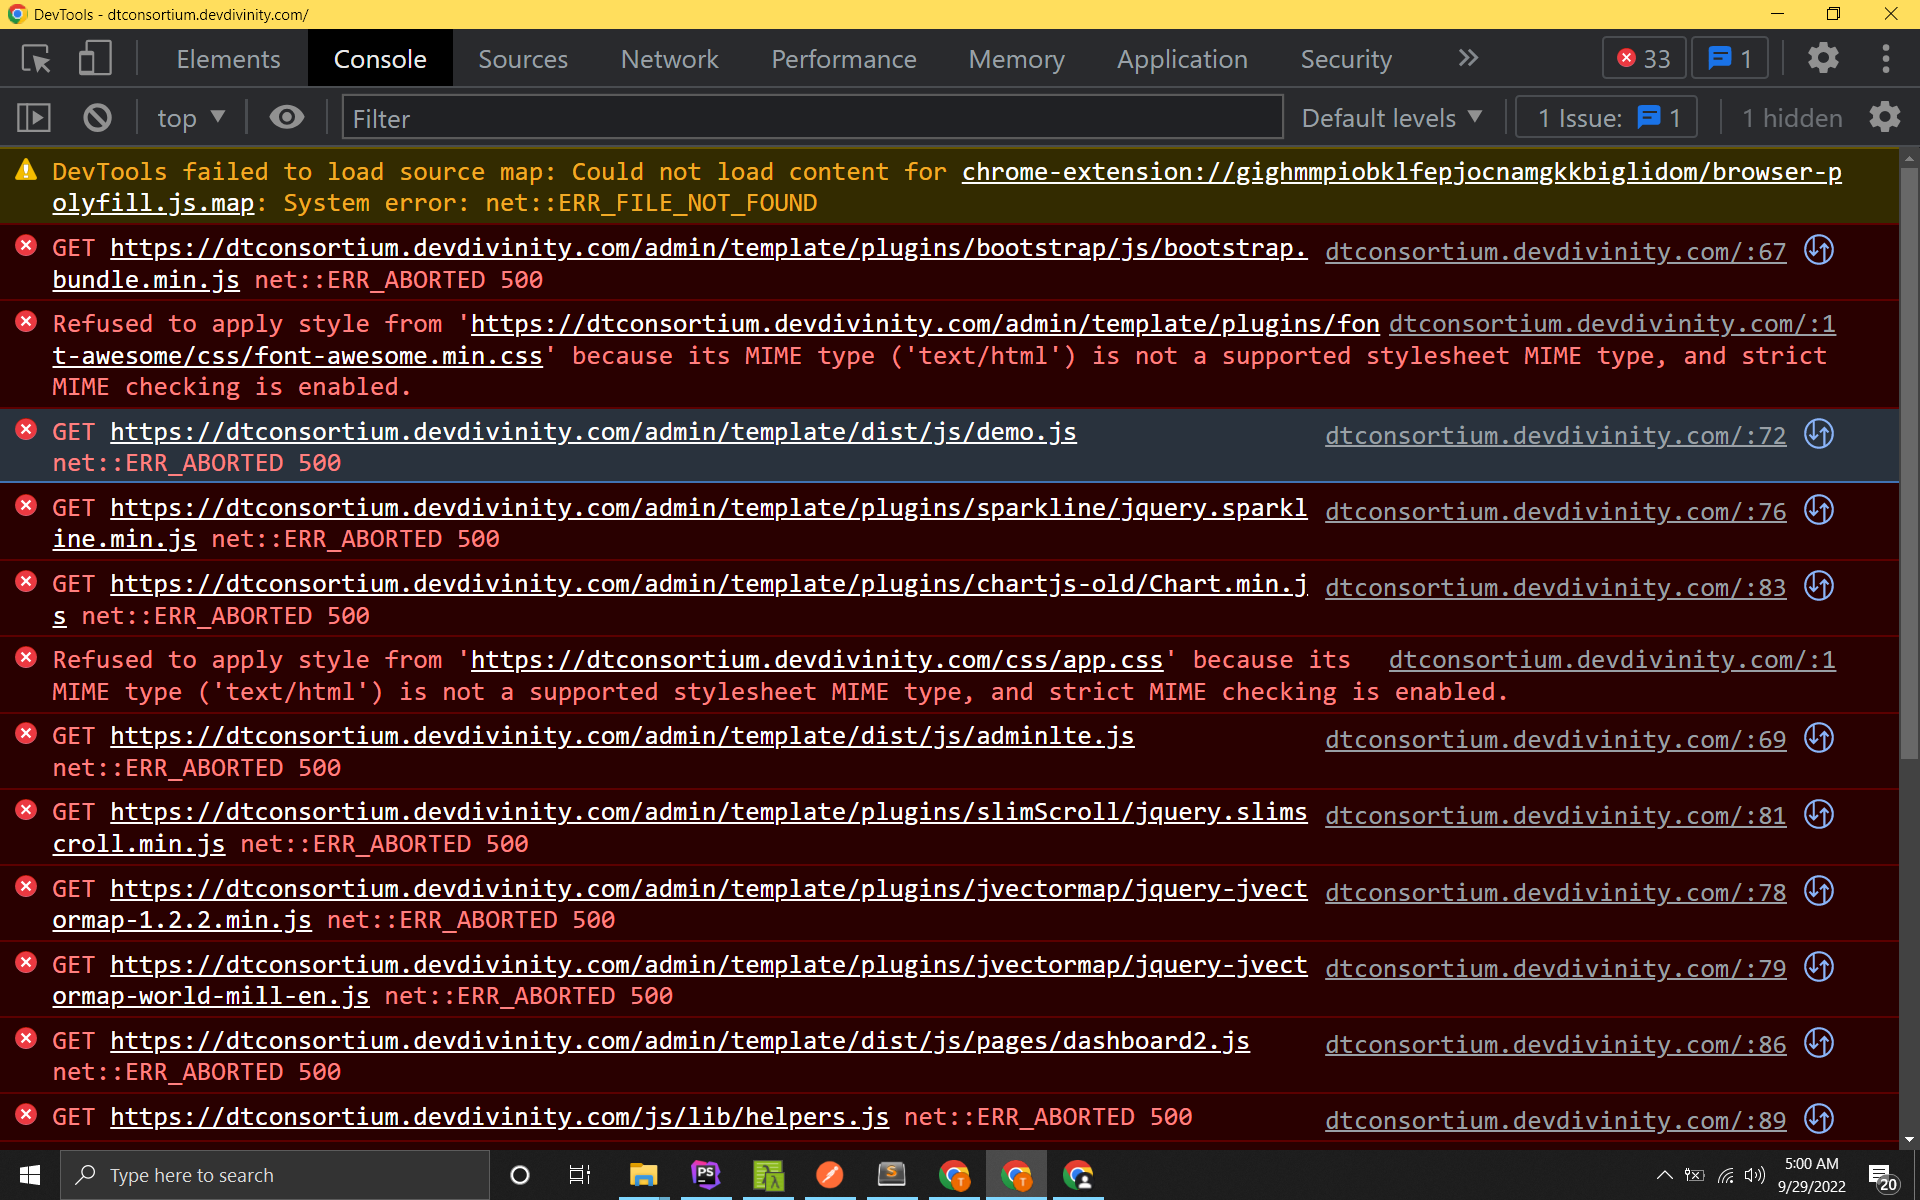 DevTools - dtconsortium.devdivinity.com/
Elements Console Sources Network Performance Memory Application Security 33 1
top Filter Default levels 1 Issue: 1 1 hidden
DevTools failed to load source map: Could not load content for chrome-extension://gighmmpiobklfepjocnamgkkbiglidom/browser-p
olyfill.js.map: System error: net::ERR_FILE_NOT_FOUND
GET https://dtconsortium.devdivinity.com/admin/template/plugins/bootstrap/js/bootstrap. dtconsortium.devdivinity.com/:67
bundle.min.js net::ERR_ABORTED 500
Refused to apply style from 'https://dtconsortium.devdivinity.com/admin/template/plugins/fon dtconsortium.devdivinity.com/:1
t-awesome/css/font-awesome.min.css' because its MIME type ('text/html') is not a supported stylesheet MIME type, and strict
MIME checking is enabled.
GET https://dtconsortium.devdivinity.com/admin/template/dist/js/demo.js dtconsortium.devdivinity.com/:72
net::ERR_ABORTED 500
GET https://dtconsortium.devdivinity.com/admin/template/plugins/sparkline/jquery.sparkl dtconsortium.devdivinity.com/:76
ine.min.js net::ERR_ABORTED 500
GET https://dtconsortium.devdivinity.com/admin/template/plugins/chartjs-old/Chart.min.j dtconsortium.devdivinity.com/:83
s net::ERR_ABORTED 500
Refused to apply style from 'https://dtconsortium.devdivinity.com/css/app.css' because its dtconsortium.devdivinity.com/:1
MIME type ('text/html') is not a supported stylesheet MIME type, and strict MIME checking is enabled.
GET https://dtconsortium.devdivinity.com/admin/template/dist/js/adminlte.js dtconsortium.devdivinity.com/:69
net::ERR_ABORTED 500
GET https://dtconsortium.devdivinity.com/admin/template/plugins/slimScroll/jquery.slims dtconsortium.devdivinity.com/:81
croll.min.js net::ERR_ABORTED 500
GET https://dtconsortium.devdivinity.com/admin/template/plugins/jvectormap/jquery-jvect dtconsortium.devdivinity.com/:78
ormap-1.2.2.min.js net::ERR_ABORTED 500
GET https://dtconsortium.devdivinity.com/admin/template/plugins/jvectormap/jquery-jvect dtconsortium.devdivinity.com/:79
ormap-world-mill-en.js net::ERR_ABORTED 500
GET https://dtconsortium.devdivinity.com/admin/template/dist/js/pages/dashboard2.js dtconsortium.devdivinity.com/:86
net::ERR_ABORTED 500
GET https://dtconsortium.devdivinity.com/js/lib/helpers.js net::ERR_ABORTED 500 dtconsortium.devdivinity.com/:89
Type here to search PS S T T 5:00 AM
9/29/2022 20